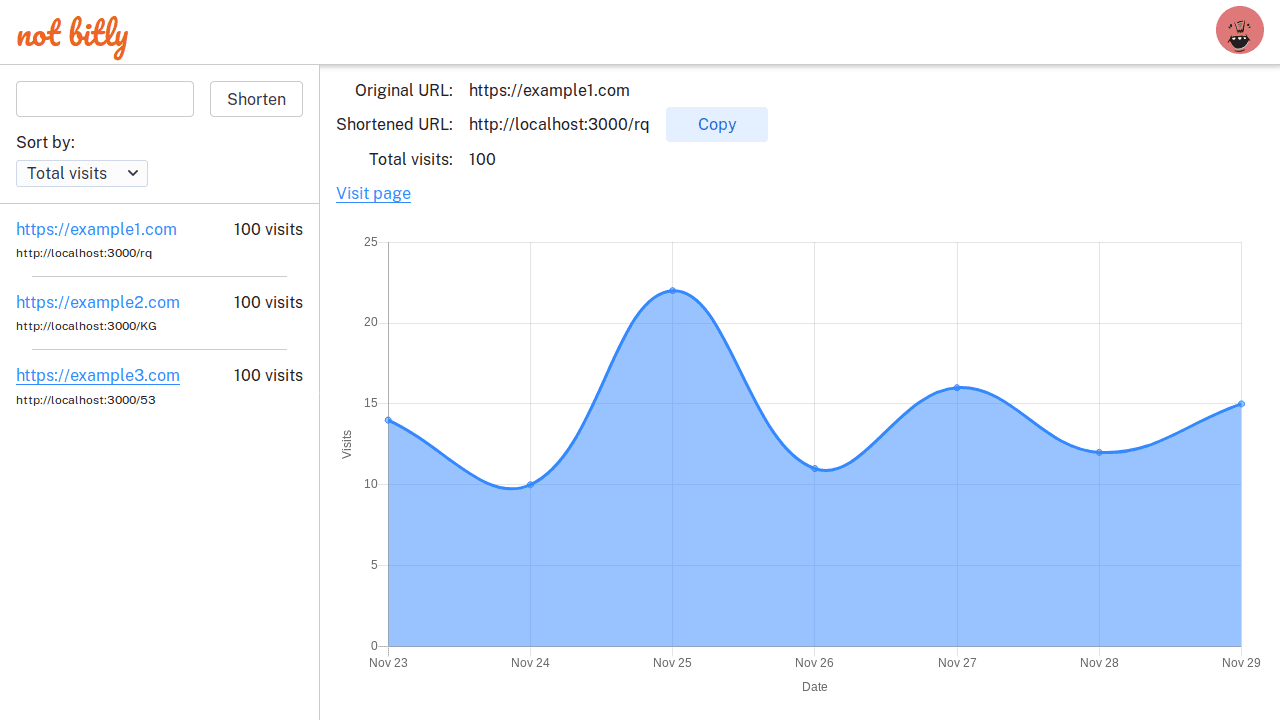 not bitly
Shorten
Sort by:
Total visits
https://example1.com 100 visits
http://localhost:3000/rq
https://example2.com 100 visits
http://localhost:3000/KG
https://example3.com 100 visits
http://localhost:3000/53
Original URL: https://example1.com
Shortened URL: http://localhost:3000/rq Copy
Total visits: 100
Visit page
25
20
15
10
5
0
Visits
Nov 23 Nov 24 Nov 25 Nov 26 Nov 27 Nov 28 Nov 29
Date